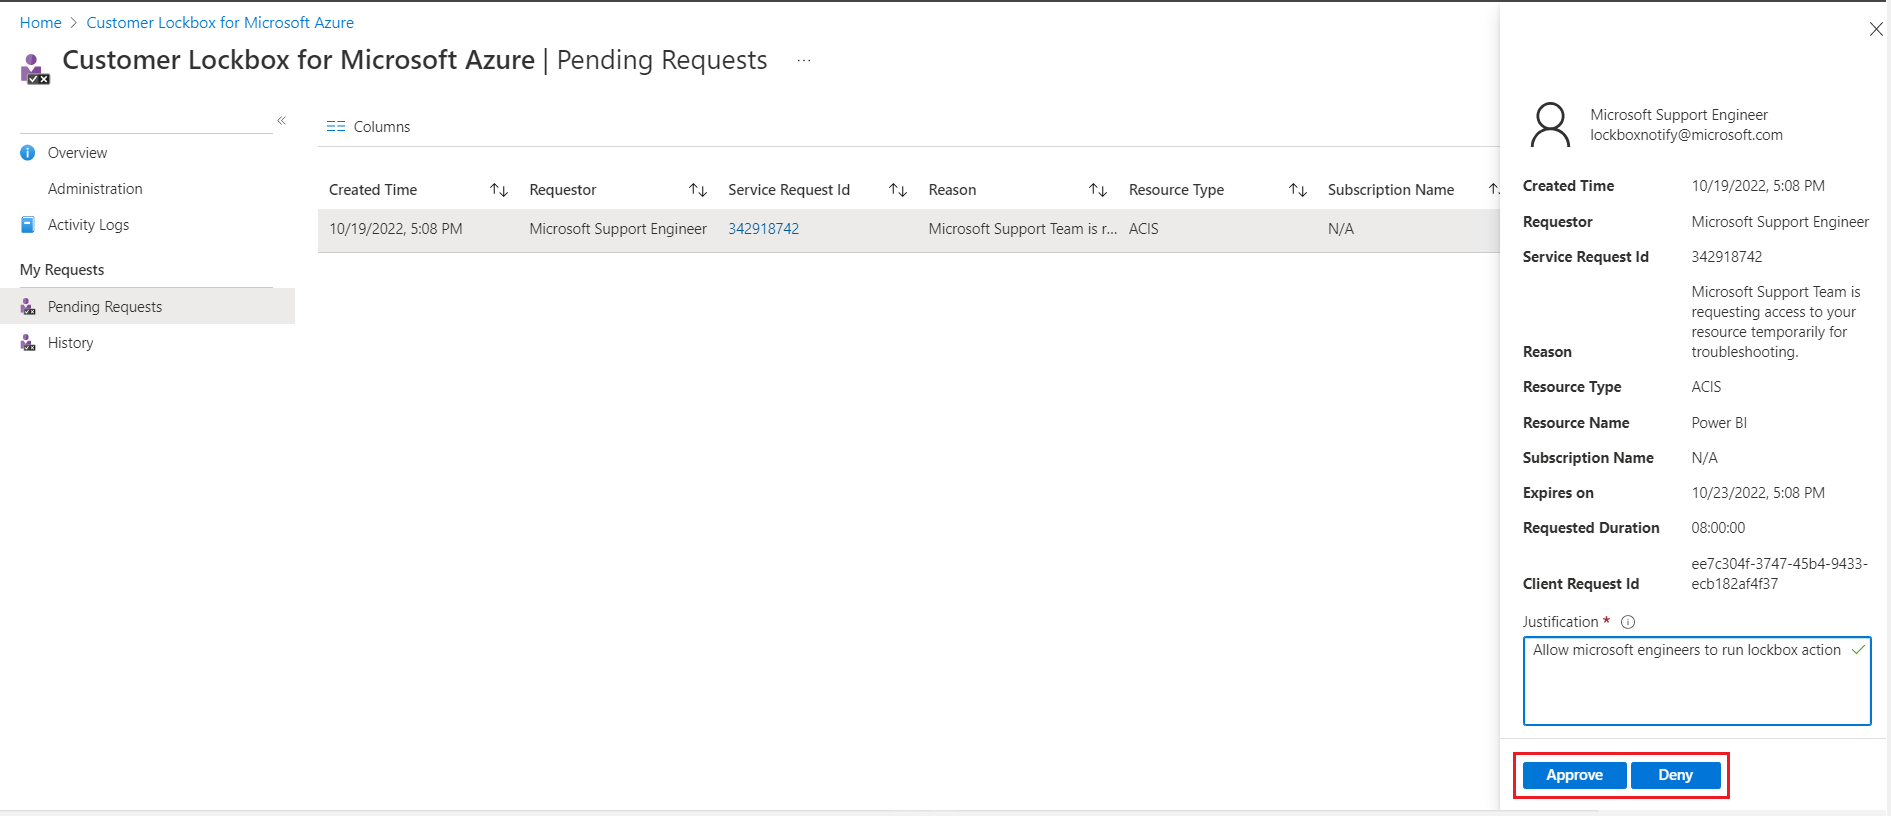 Home > Customer Lockbox for Microsoft Azure
Customer Lockbox for Microsoft Azure | Pending Requests ...
«
Overview
Administration
Activity Logs
My Requests
Pending Requests
History
Columns
Created Time ↑↓ Requestor ↑↓ Service Request Id ↑↓ Reason ↑↓ Resource Type ↑↓ Subscription Name
10/19/2022, 5:08 PM Microsoft Support Engineer 342918742 Microsoft Support Team is r... ACIS N/A
Microsoft Support Engineer
lockboxnotify@microsoft.com
Created Time 10/19/2022, 5:08 PM
Requestor Microsoft Support Engineer
Service Request Id 342918742
Microsoft Support Team is
requesting access to your
resource temporarily for
Reason troubleshooting.
Resource Type ACIS
Resource Name Power BI
Subscription Name N/A
Expires on 10/23/2022, 5:08 PM
Requested Duration 08:00:00
ee7c304f-3747-45b4-9433-
Client Request Id ecb182af4f37
Justification *
Allow microsoft engineers to run lockbox action
Approve Deny